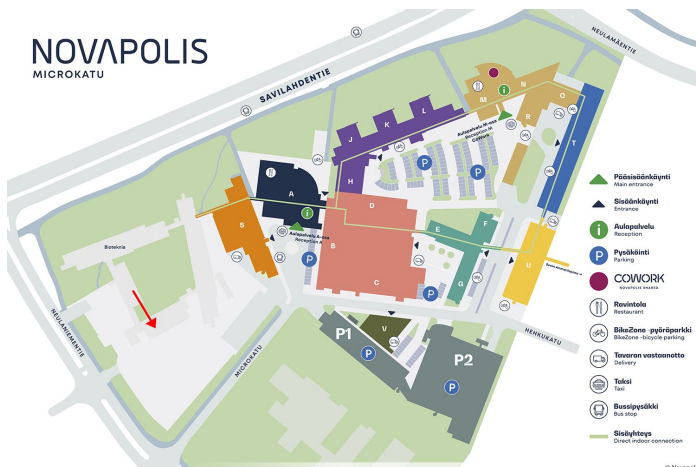 NOVAPOLIS
MICROKATU
SAVILAHDENTIE
NEULAMÄENTIE
NEULANIEMENTIE
MICROKATU
HEHKUKATU
Bioteknia
S
A
Aulapalvelu A-osa
Reception A
B
C
D
H
J
K
L
M
N
R
T
E
F
G
U
V
P1
P2
P
P
P
P
P
P
i
i
Aulapalvelu M-osa
Reception M
CoWork
Pääsisäänkäynti
Main entrance
Sisäänkäynti
Entrance
i
Aulapalvelu
Reception
P
Pysäköinti
Parking
COWORK
NOVAPOLIS SHARED
Ravintola
Restaurant
BikeZone -pyöräparkki
BikeZone -bicycle parking
Tavaran vastaanotto
Delivery
Taksi
Taxi
Bussipysäkki
Bus stop
Sisäyhteys
Direct indoor connection